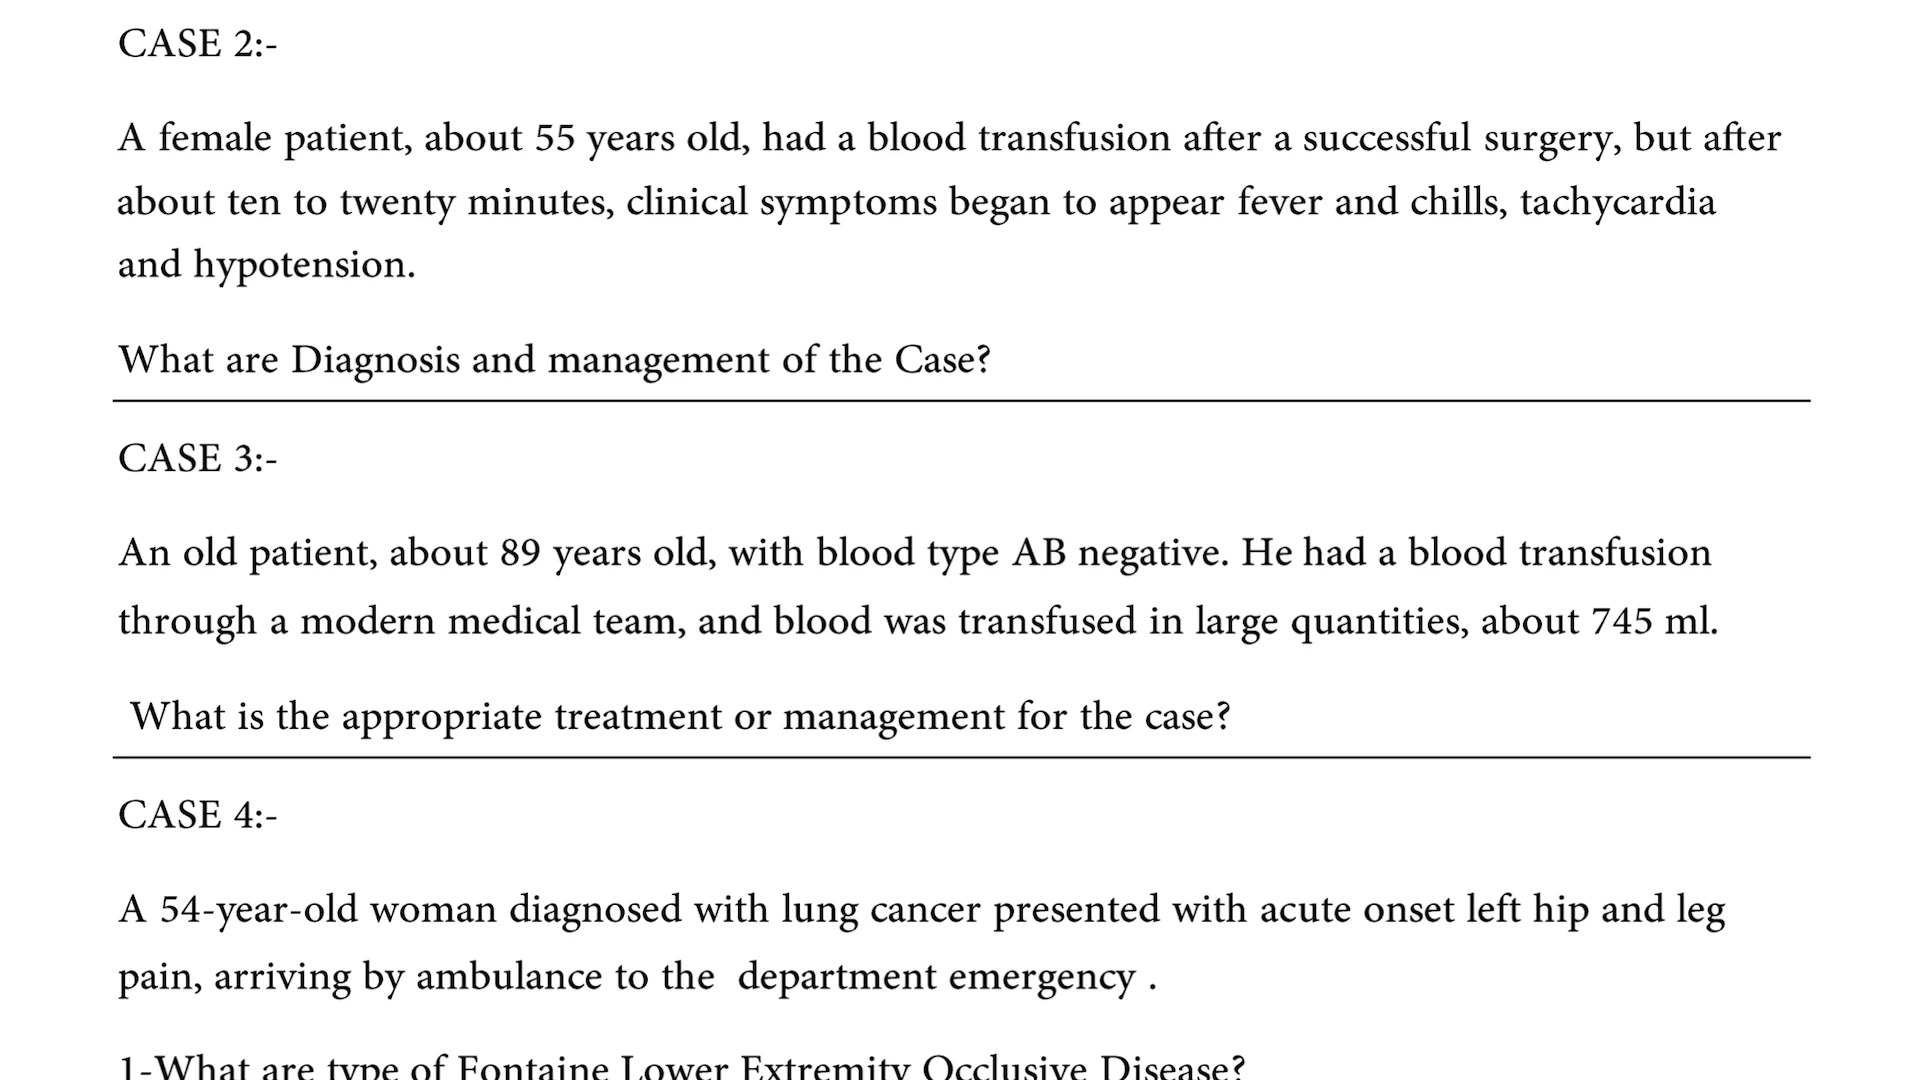 CASE 2:-
A female patient, about 55 years old, had a blood transfusion after a successful surgery, but after
about ten to twenty minutes, clinical symptoms began to appear fever and chills, tachycardia
and hypotension.
What are Diagnosis and management of the Case?
CASE 3:-
An old patient, about 89 years old, with blood type AB negative. He had a blood transfusion
through a modern medical team, and blood was transfused in large quantities, about 745 ml.
What is the appropriate treatment or management for the case?
CASE 4:-
A 54-year-old woman diagnosed with lung cancer presented with acute onset left hip and leg
pain, arriving by ambulance to the  department emergency .
1-What are type of Fontaine Lower Extremity Occlusive Disease?